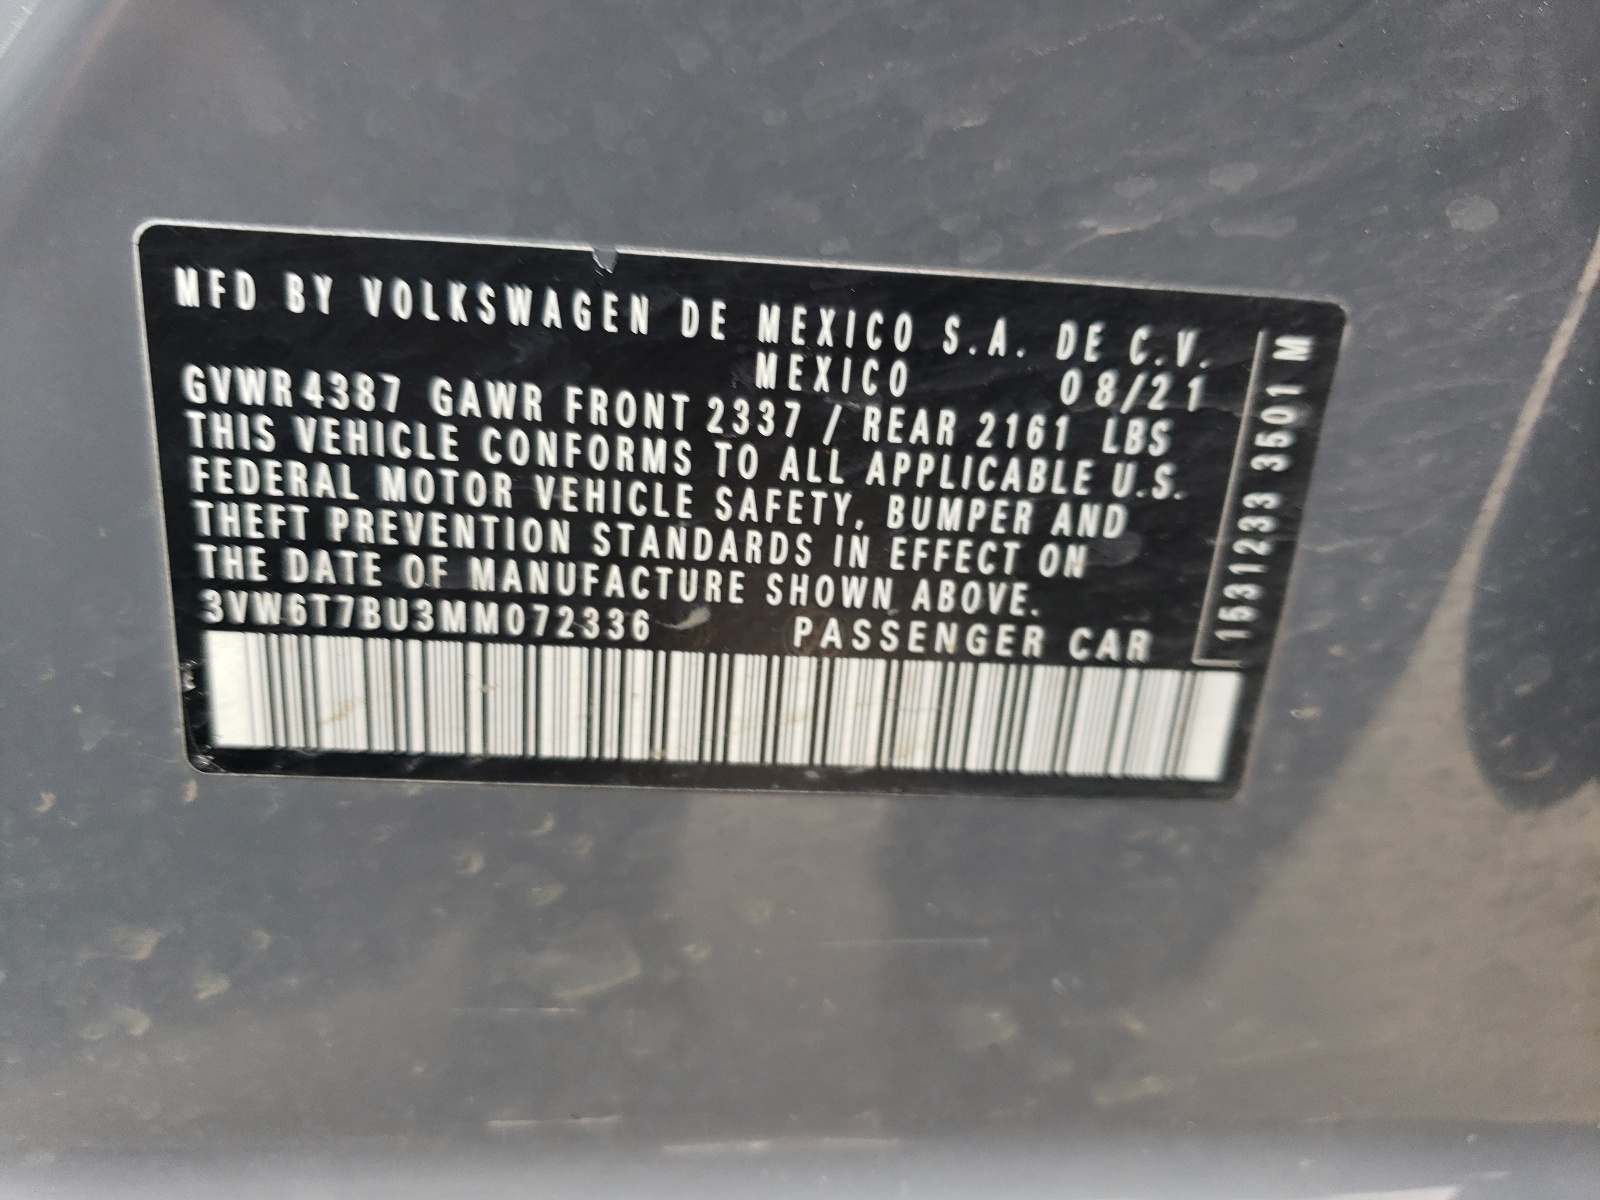 MFD BY VOLKSWAGEN DE MEXICO S.A. DE C.V.
MEXICO 08/21
GVWR 4387 GAWR FRONT 2337 / REAR 2161 LBS
THIS VEHICLE CONFORMS TO ALL APPLICABLE U.S.
FEDERAL MOTOR VEHICLE SAFETY, BUMPER AND
THEFT PREVENTION STANDARDS IN EFFECT ON
THE DATE OF MANUFACTURE SHOWN ABOVE.
3VW6T7BU3MM072336 PASSENGER CAR
1531233 3501 M